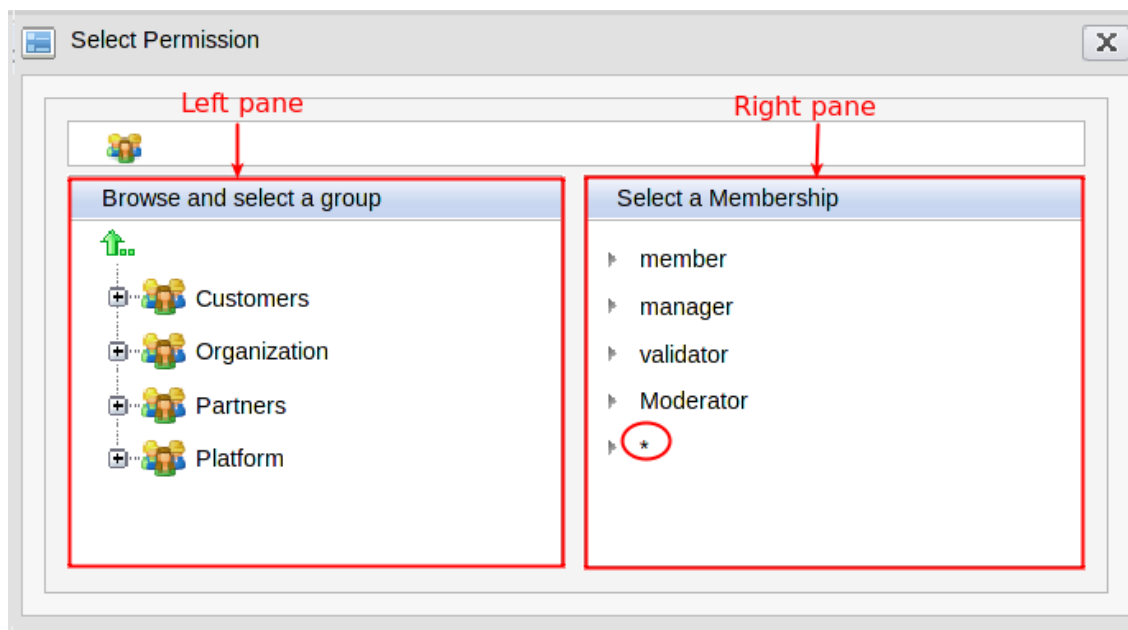 Select Permission
Left pane
Right pane
Browse and select a group
Customers
Organization
Partners
Platform
Select a Membership
member
manager
validator
Moderator
*